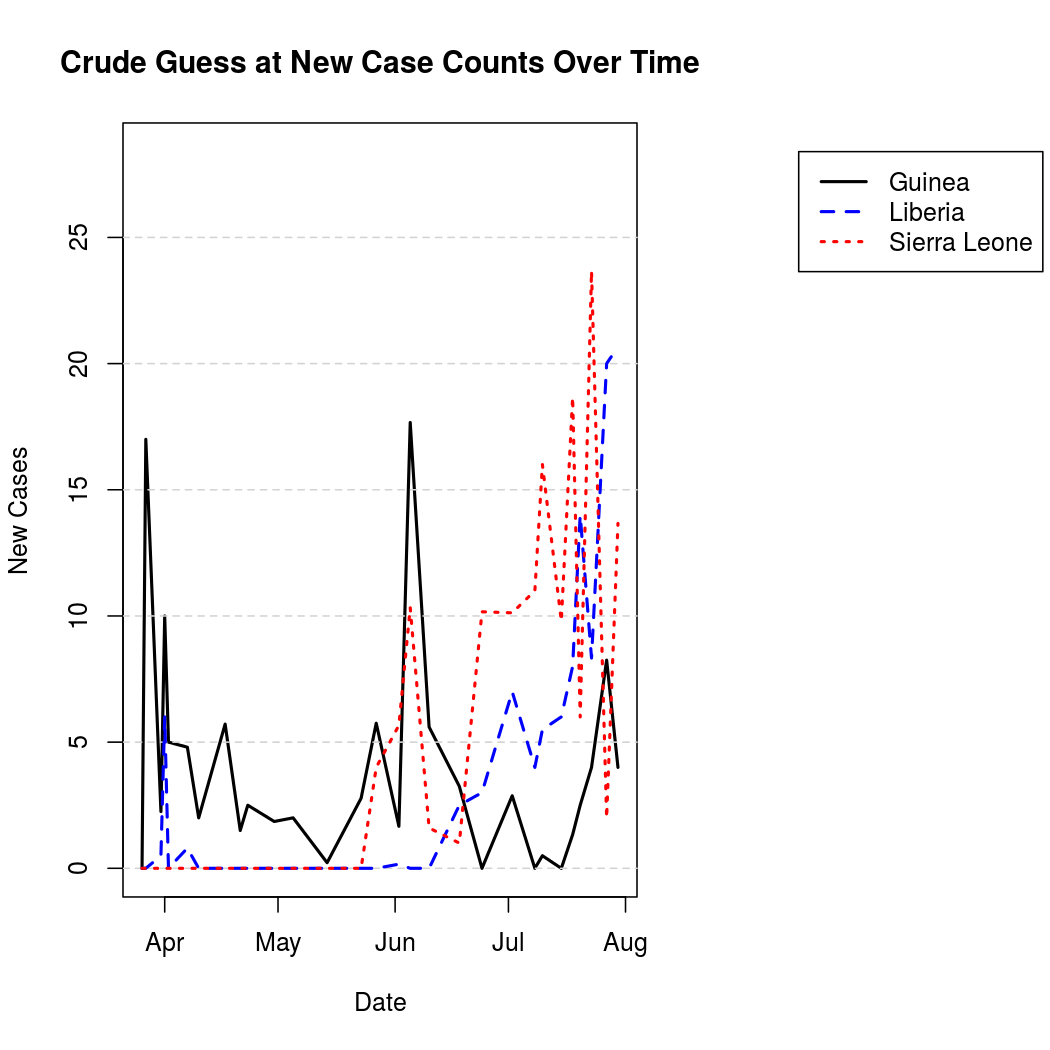 Crude Guess at New Case Counts Over Time
Guinea
Liberia
Sierra Leone
New Cases
25
20
15
10
5
0
Apr May Jun Jul Aug
Date